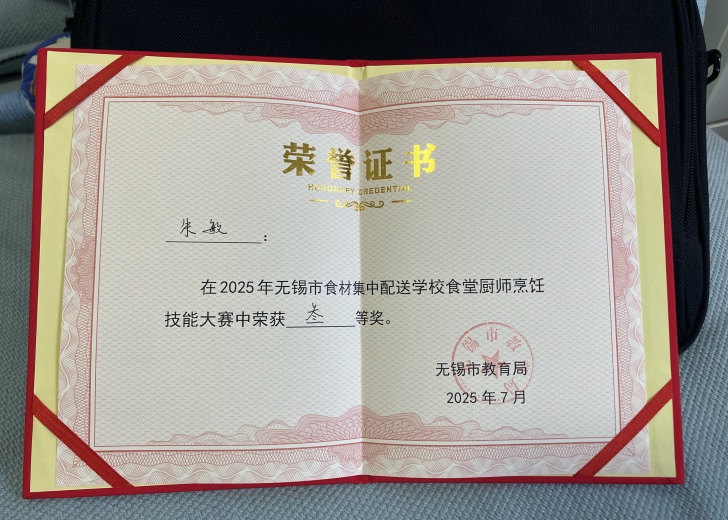 荣誉证书
HONORARY CREDENTIAL
朱敏：
在2025年无锡市食材集中配送学校食堂厨师烹饪
技能大赛中荣获叁等奖。
无锡市教育局
2025年7月